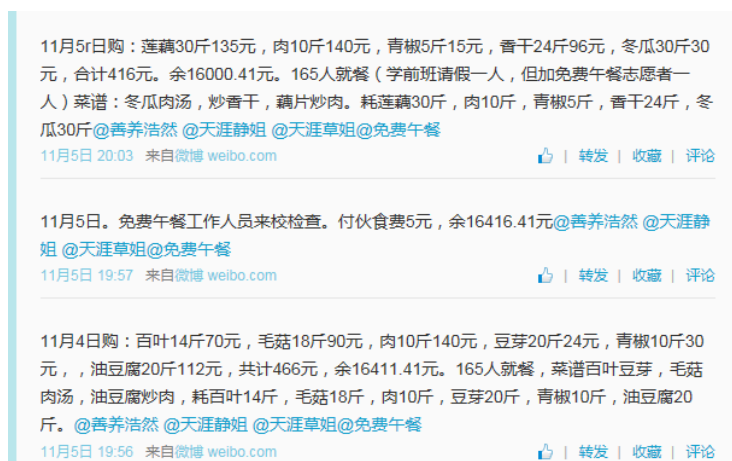 11月5r日购：莲藕30斤135元，肉10斤140元，青椒5斤15元，香干24斤96元，冬瓜30斤30
元，合计416元。余16000.41元。165人就餐（学前班请假一人，但加免费午餐志愿者一
人）菜谱：冬瓜肉汤，炒香干，藕片炒肉。耗莲藕30斤，肉10斤，青椒5斤，香干24斤，冬
瓜30斤@善养浩然 @天涯静姐 @天涯草姐@免费午餐
11月5日 20:03 来自微博 weibo.com | 转发 | 收藏 | 评论
11月5日。免费午餐工作人员来校检查。付伙食费5元，余16416.41元@善养浩然 @天涯静
姐 @天涯草姐@免费午餐
11月5日 19:57 来自微博 weibo.com | 转发 | 收藏 | 评论
11月4日购：百叶14斤70元，毛菇18斤90元，肉10斤140元，豆芽20斤24元，青椒10斤30
元，，油豆腐20斤112元，共计466元，余16411.41元。165人就餐，菜谱百叶豆芽，毛菇
肉汤，油豆腐炒肉，耗百叶14斤，毛菇18斤，肉10斤，豆芽20斤，青椒10斤，油豆腐20
斤。@善养浩然 @天涯静姐 @天涯草姐@免费午餐
11月5日 19:56 来自微博 weibo.com | 转发 | 收藏 | 评论